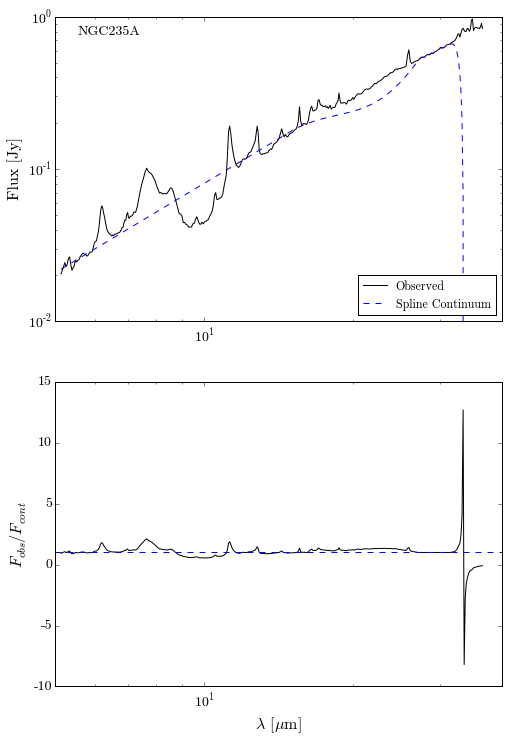 NGC235A
10^0
10^-1
10^-2
Flux [Jy]
Observed
Spline Continuum
10^1
15
10
5
0
-5
-10
F_obs/F_cont
10^1
λ [μm]